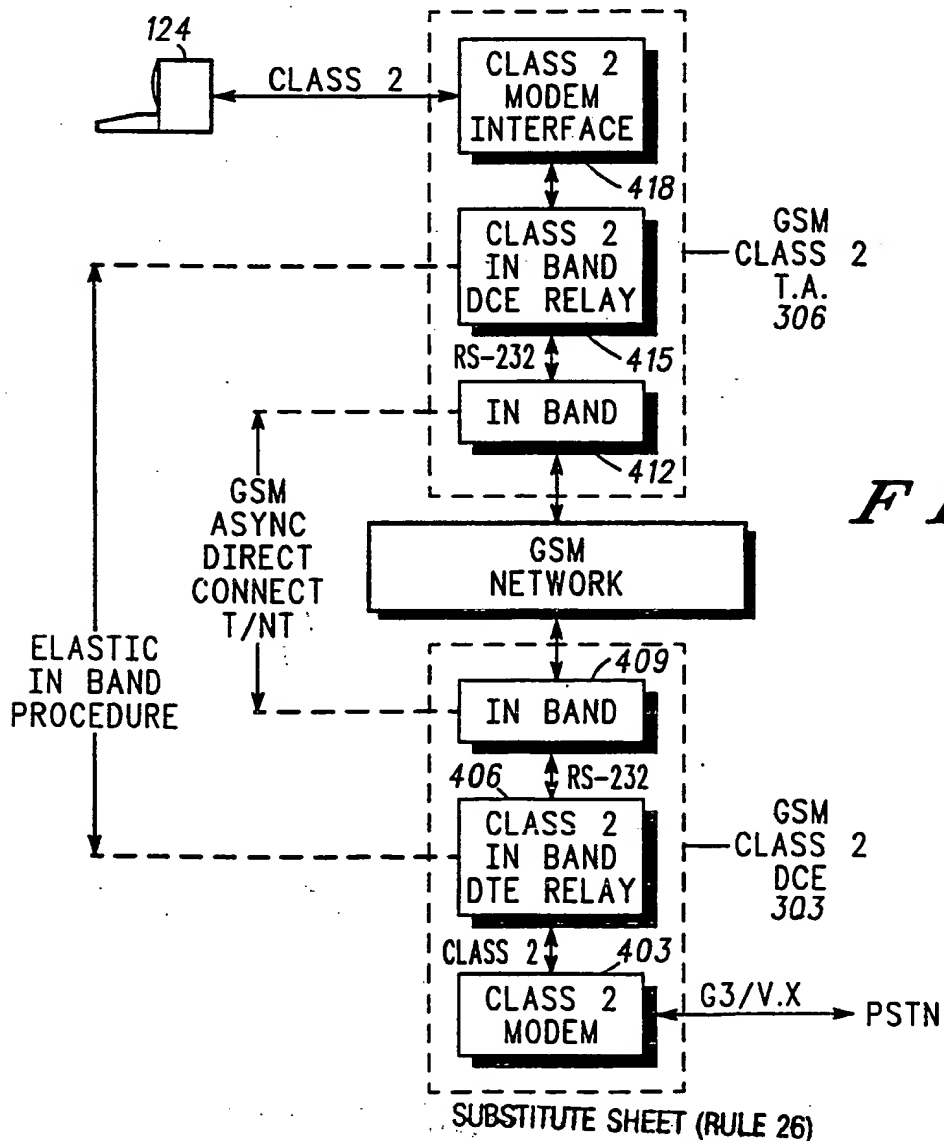 124
CLASS 2
CLASS 2
MODEM
INTERFACE
418
CLASS 2
IN BAND
DCE RELAY
GSM
CLASS 2
T.A.
306
RS-232
415
IN BAND
412
GSM
ASYNC
DIRECT
CONNECT
T/NT
GSM
NETWORK
ELASTIC
IN BAND
PROCEDURE
409
IN BAND
406
RS-232
CLASS 2
IN BAND
DTE RELAY
GSM
CLASS 2
DCE
303
CLASS 2
403
CLASS 2
MODEM
G3/V.X
PSTN
SUBSTITUTE SHEET (RULE 26)